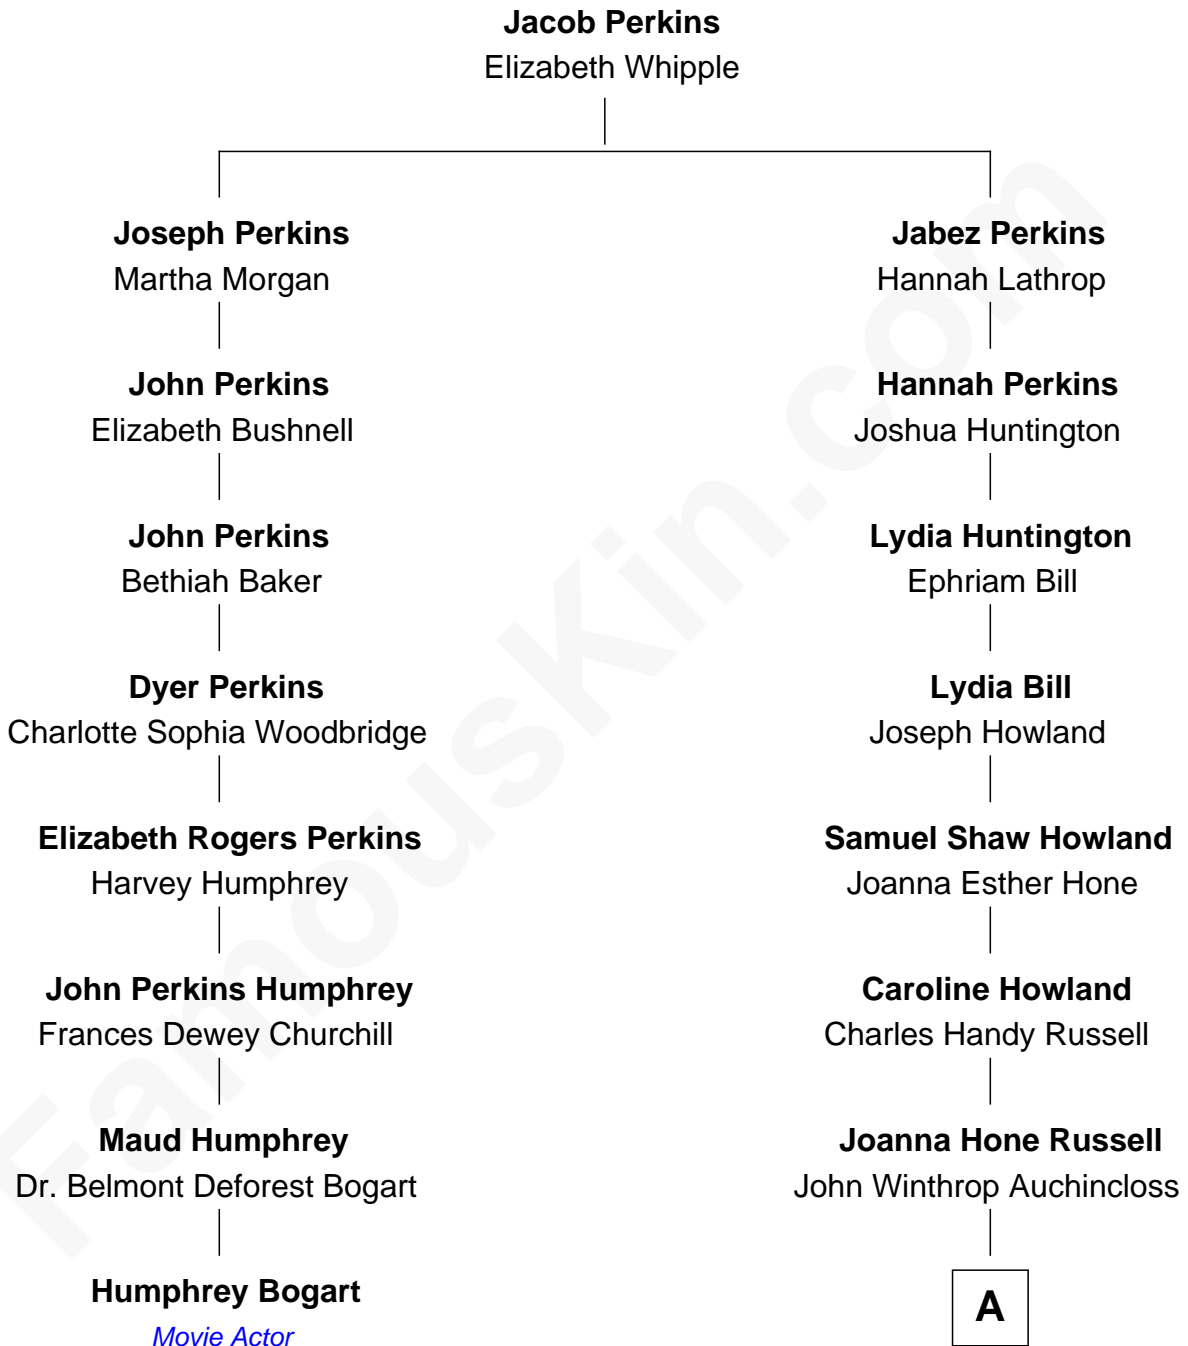 Jacob Perkins
Elizabeth Whipple
Joseph Perkins
Martha Morgan
Jabez Perkins
Hannah Lathrop
John Perkins
Elizabeth Bushnell
Hannah Perkins
Joshua Huntington
John Perkins
Bethiah Baker
Lydia Huntington
Ephriam Bill
Dyer Perkins
Charlotte Sophia Woodbridge
Lydia Bill
Joseph Howland
Elizabeth Rogers Perkins
Harvey Humphrey
Samuel Shaw Howland
Joanna Esther Hone
John Perkins Humphrey
Frances Dewey Churchill
Caroline Howland
Charles Handy Russell
Maud Humphrey
Dr. Belmont Deforest Bogart
Joanna Hone Russell
John Winthrop Auchincloss
Humphrey Bogart
Movie Actor
A
FamousKin.com